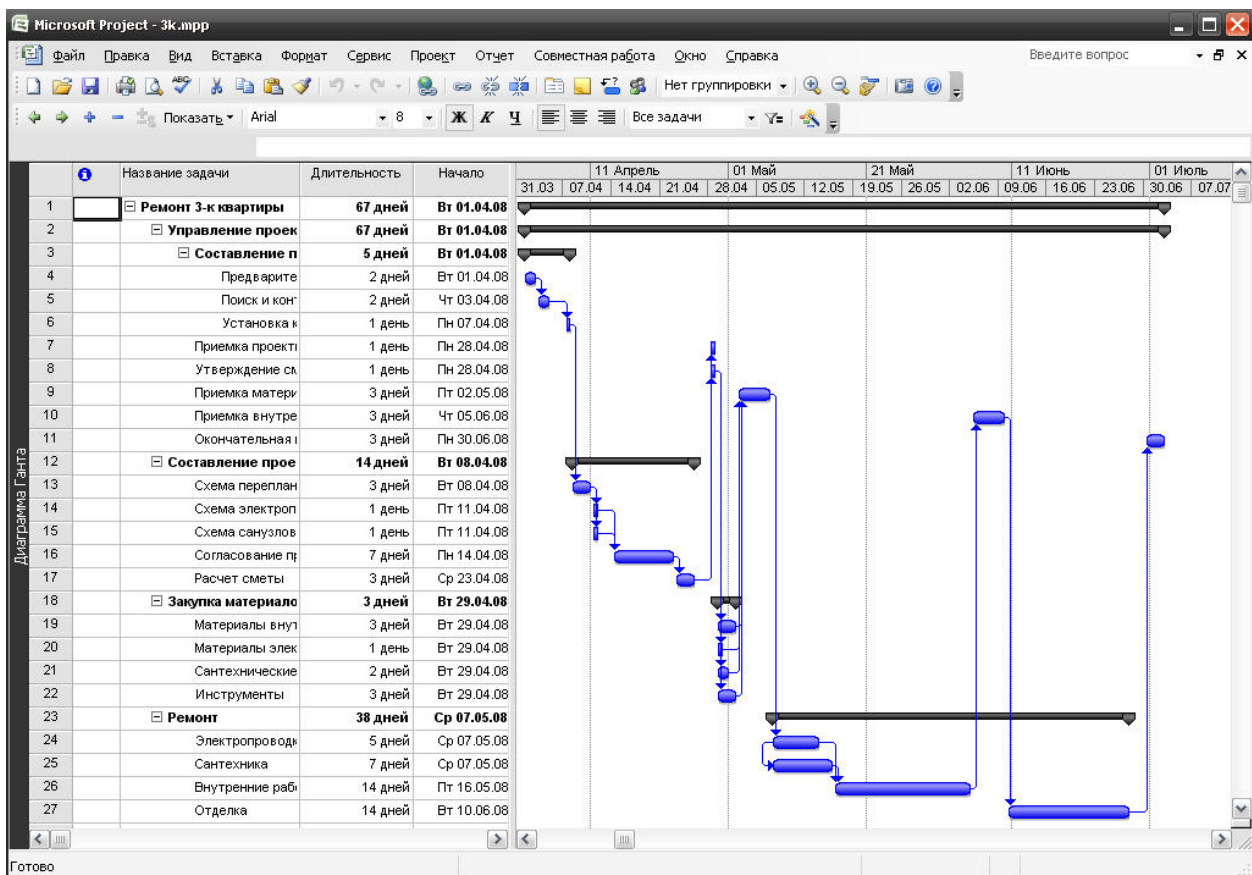 Microsoft Project - 3k.mpp
Файл Правка Вид Вставка Формат Сервис Проект Отчет Совместная работа Окно Справка Введите вопрос
Нет группировки
Показать Arial 8 Ж К Ч Все задачи
Название задачи Длительность Начало 11 Апрель 01 Май 21 Май 11 Июнь 01 Июль
31.03 07.04 14.04 21.04 28.04 05.05 12.05 19.05 26.05 02.06 09.06 16.06 23.06 30.06 07.07
1 Ремонт 3-к квартиры 67 дней Вт 01.04.08
2 Управление проек 67 дней Вт 01.04.08
3 Составление п 5 дней Вт 01.04.08
4 Предварите 2 дней Вт 01.04.08
5 Поиск и кон 2 дней Чт 03.04.08
6 Установка к 1 день Пн 07.04.08
7 Приемка проект 1 день Пн 28.04.08
8 Утверждение см 1 день Пн 28.04.08
9 Приемка матери 3 дней Пт 02.05.08
10 Приемка внутре 3 дней Чт 05.06.08
11 Окончательная 3 дней Пн 30.06.08
12 Составление прое 14 дней Вт 08.04.08
13 Схема переплан 3 дней Вт 08.04.08
14 Схема электроп 1 день Пт 11.04.08
15 Схема санузлов 1 день Пт 11.04.08
16 Согласование пр 7 дней Пн 14.04.08
17 Расчет сметы 3 дней Ср 23.04.08
18 Закупка материало 3 дней Вт 29.04.08
19 Материалы внут 3 дней Вт 29.04.08
20 Материалы элек 1 день Вт 29.04.08
21 Сантехнические 2 дней Вт 29.04.08
22 Инструменты 3 дней Вт 29.04.08
23 Ремонт 38 дней Ср 07.05.08
24 Электропроводк 5 дней Ср 07.05.08
25 Сантехника 7 дней Ср 07.05.08
26 Внутренние раб 14 дней Пт 16.05.08
27 Отделка 14 дней Вт 10.06.08
Диаграмма Ганта
Готово